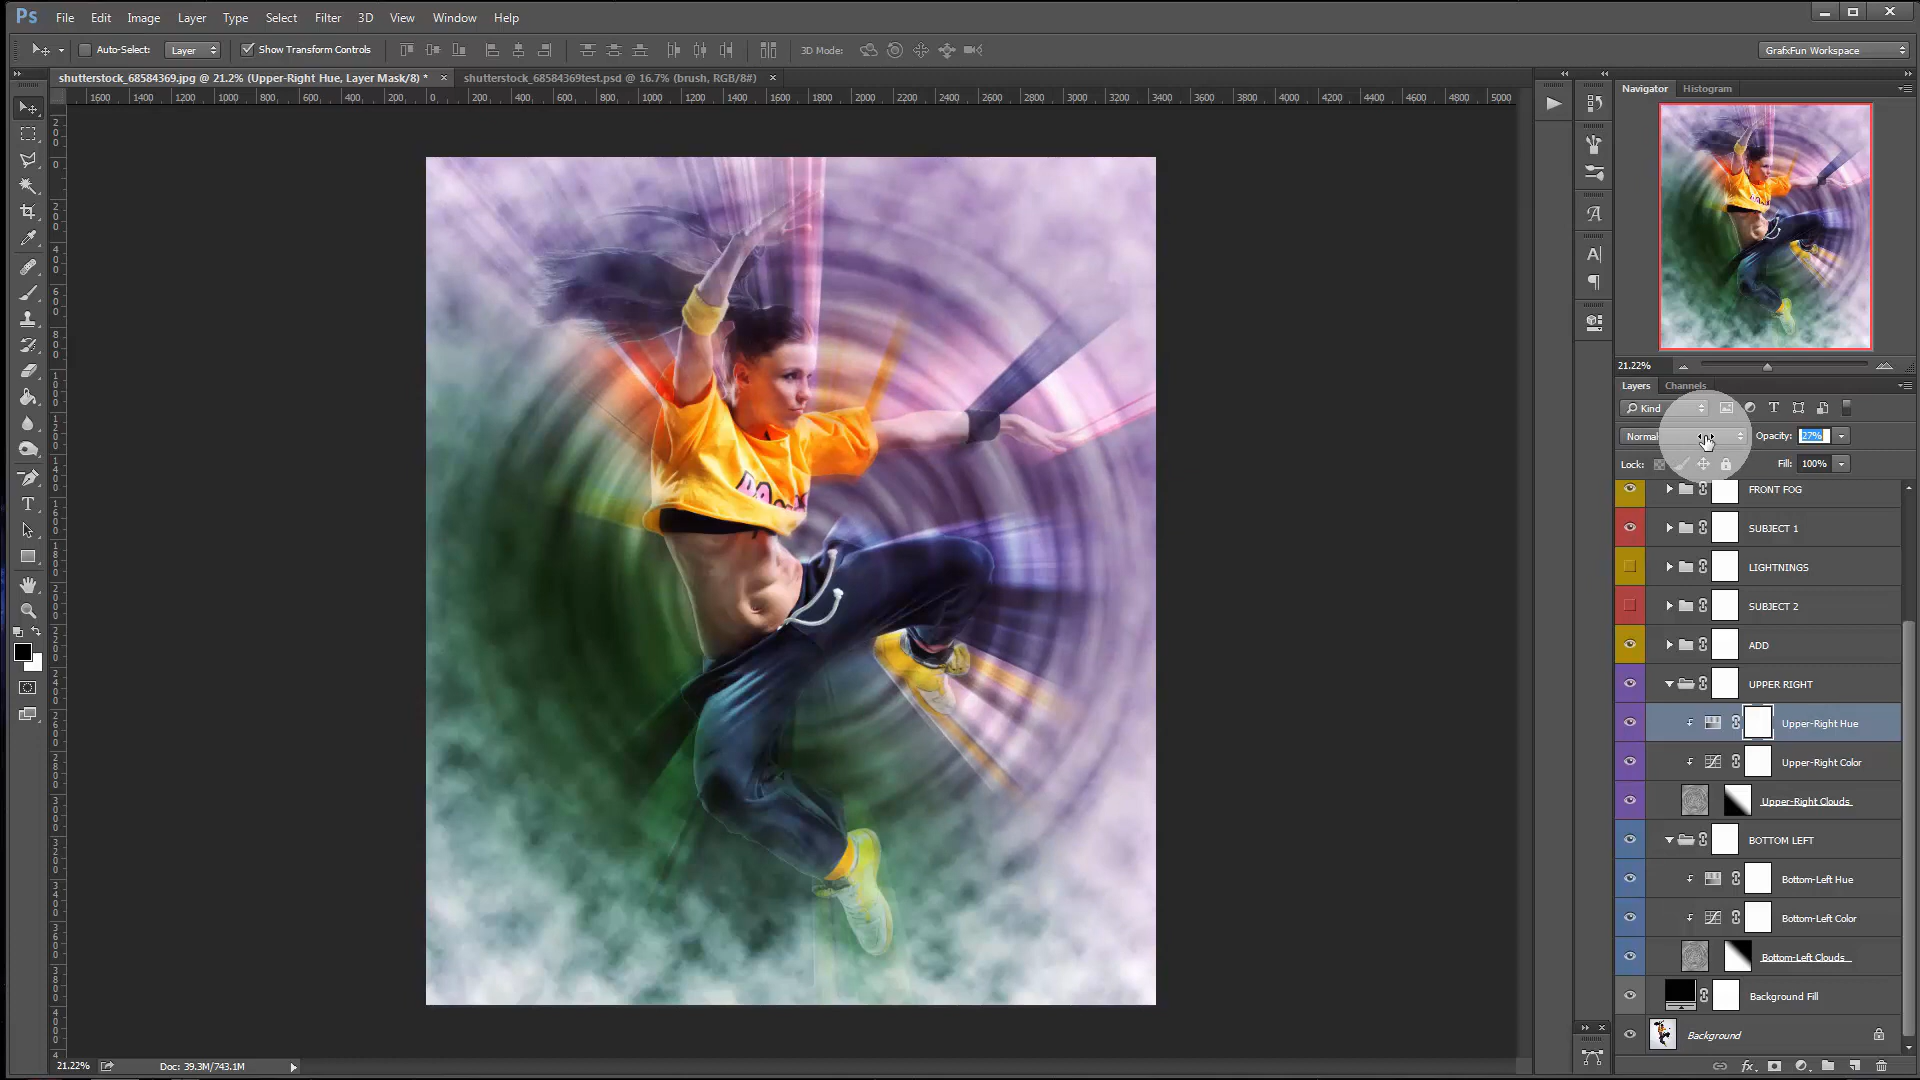 Ps File Edit Image Layer Type Select Filter 3D View Window Help
Auto-Select: Layer Show Transform Controls 3D Mode: GrafxFun Workspace
shutterstock_68584369.jpg @ 21.2% (Upper-Right Hue, Layer Mask/8) * × shutterstock_68584369test.psd @ 16.7% (brush, RGB/8#) ×
1600 1400 1200 1000 800 600 400 200 0 200 400 600 800 1000 1200 1400 1600 1800 2000 2200 2400 2600 2800 3000 3200 3400 3600 3800 4000 4200 4400 4600 4800 5000
Navigator Histogram
21.22%
Layers Channels
Kind
Normal Opacity: 27%
Lock: Fill: 100%
FRONT FOG
SUBJECT 1
LIGHTNINGS
SUBJECT 2
ADD
UPPER RIGHT
Upper-Right Hue
Upper-Right Color
Upper-Right Clouds
BOTTOM LEFT
Bottom-Left Hue
Bottom-Left Color
Bottom-Left Clouds
Background Fill
Background
21.22% Doc: 39.3M/743.1M